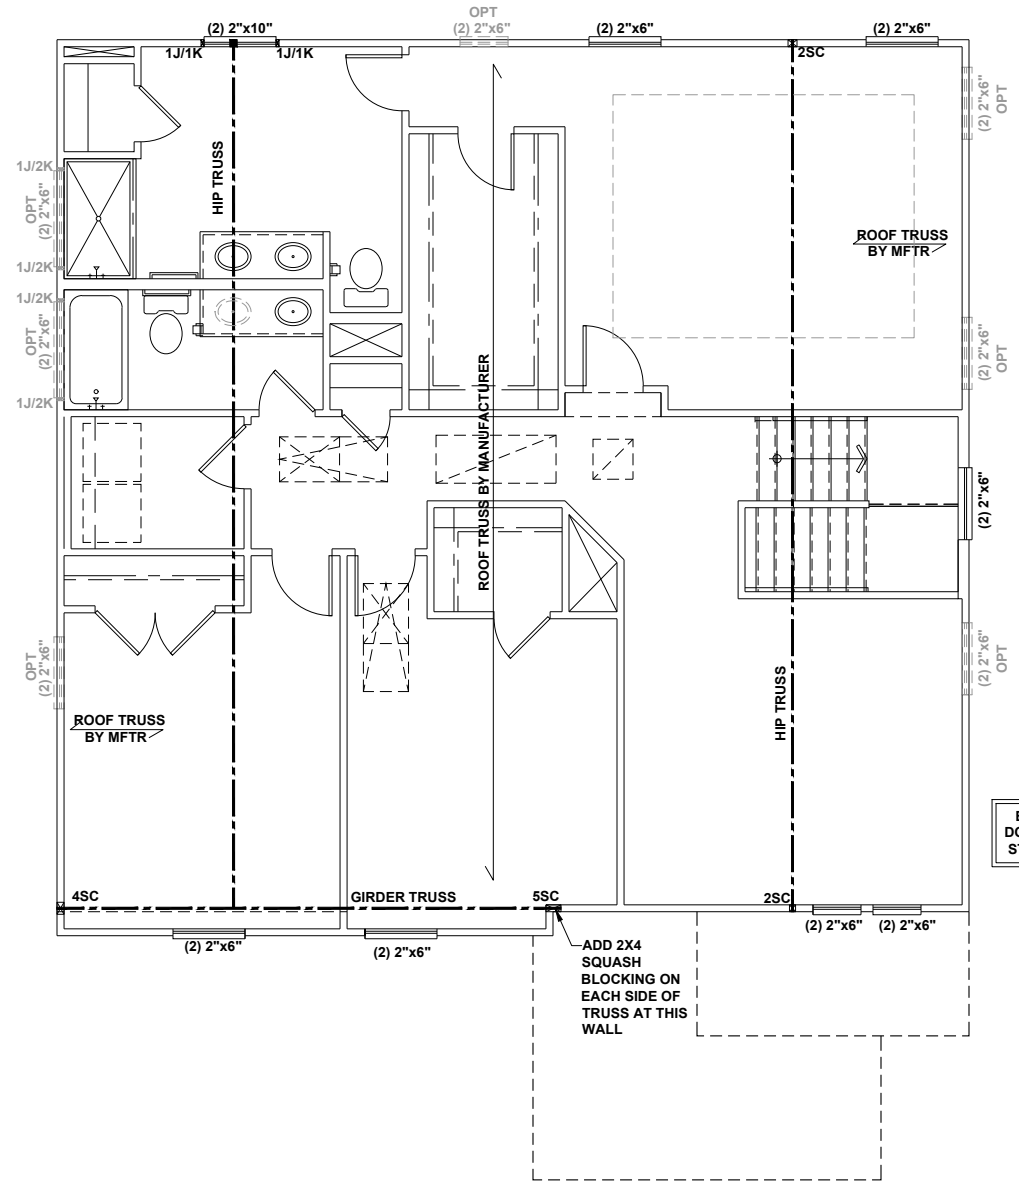 OPT
(2) 2"x10"
(2) 2"x6"
(2) 2"x6"
(2) 2"x6"
1J/1K
1J/1K
2SC
(2) 2"x6"
OPT
1J/2K
OPT
(2) 2"x6"
1J/2K
HIP TRUSS
ROOF TRUSS
BY MFTR
1J/2K
OPT
(2) 2"x6"
1J/2K
(2) 2"x6"
OPT
ROOF TRUSS BY MANUFACTURER
(2) 2"x6"
OPT
(2) 2"x6"
(2) 2"x6"
OPT
ROOF TRUSS
BY MFTR
HIP TRUSS
4SC
GIRDER TRUSS
5SC
2SC
(2) 2"x6"
(2) 2"x6"
(2) 2"x6"
(2) 2"x6"
ADD 2X4
SQUASH
BLOCKING ON
EACH SIDE OF
TRUSS AT THIS
WALL